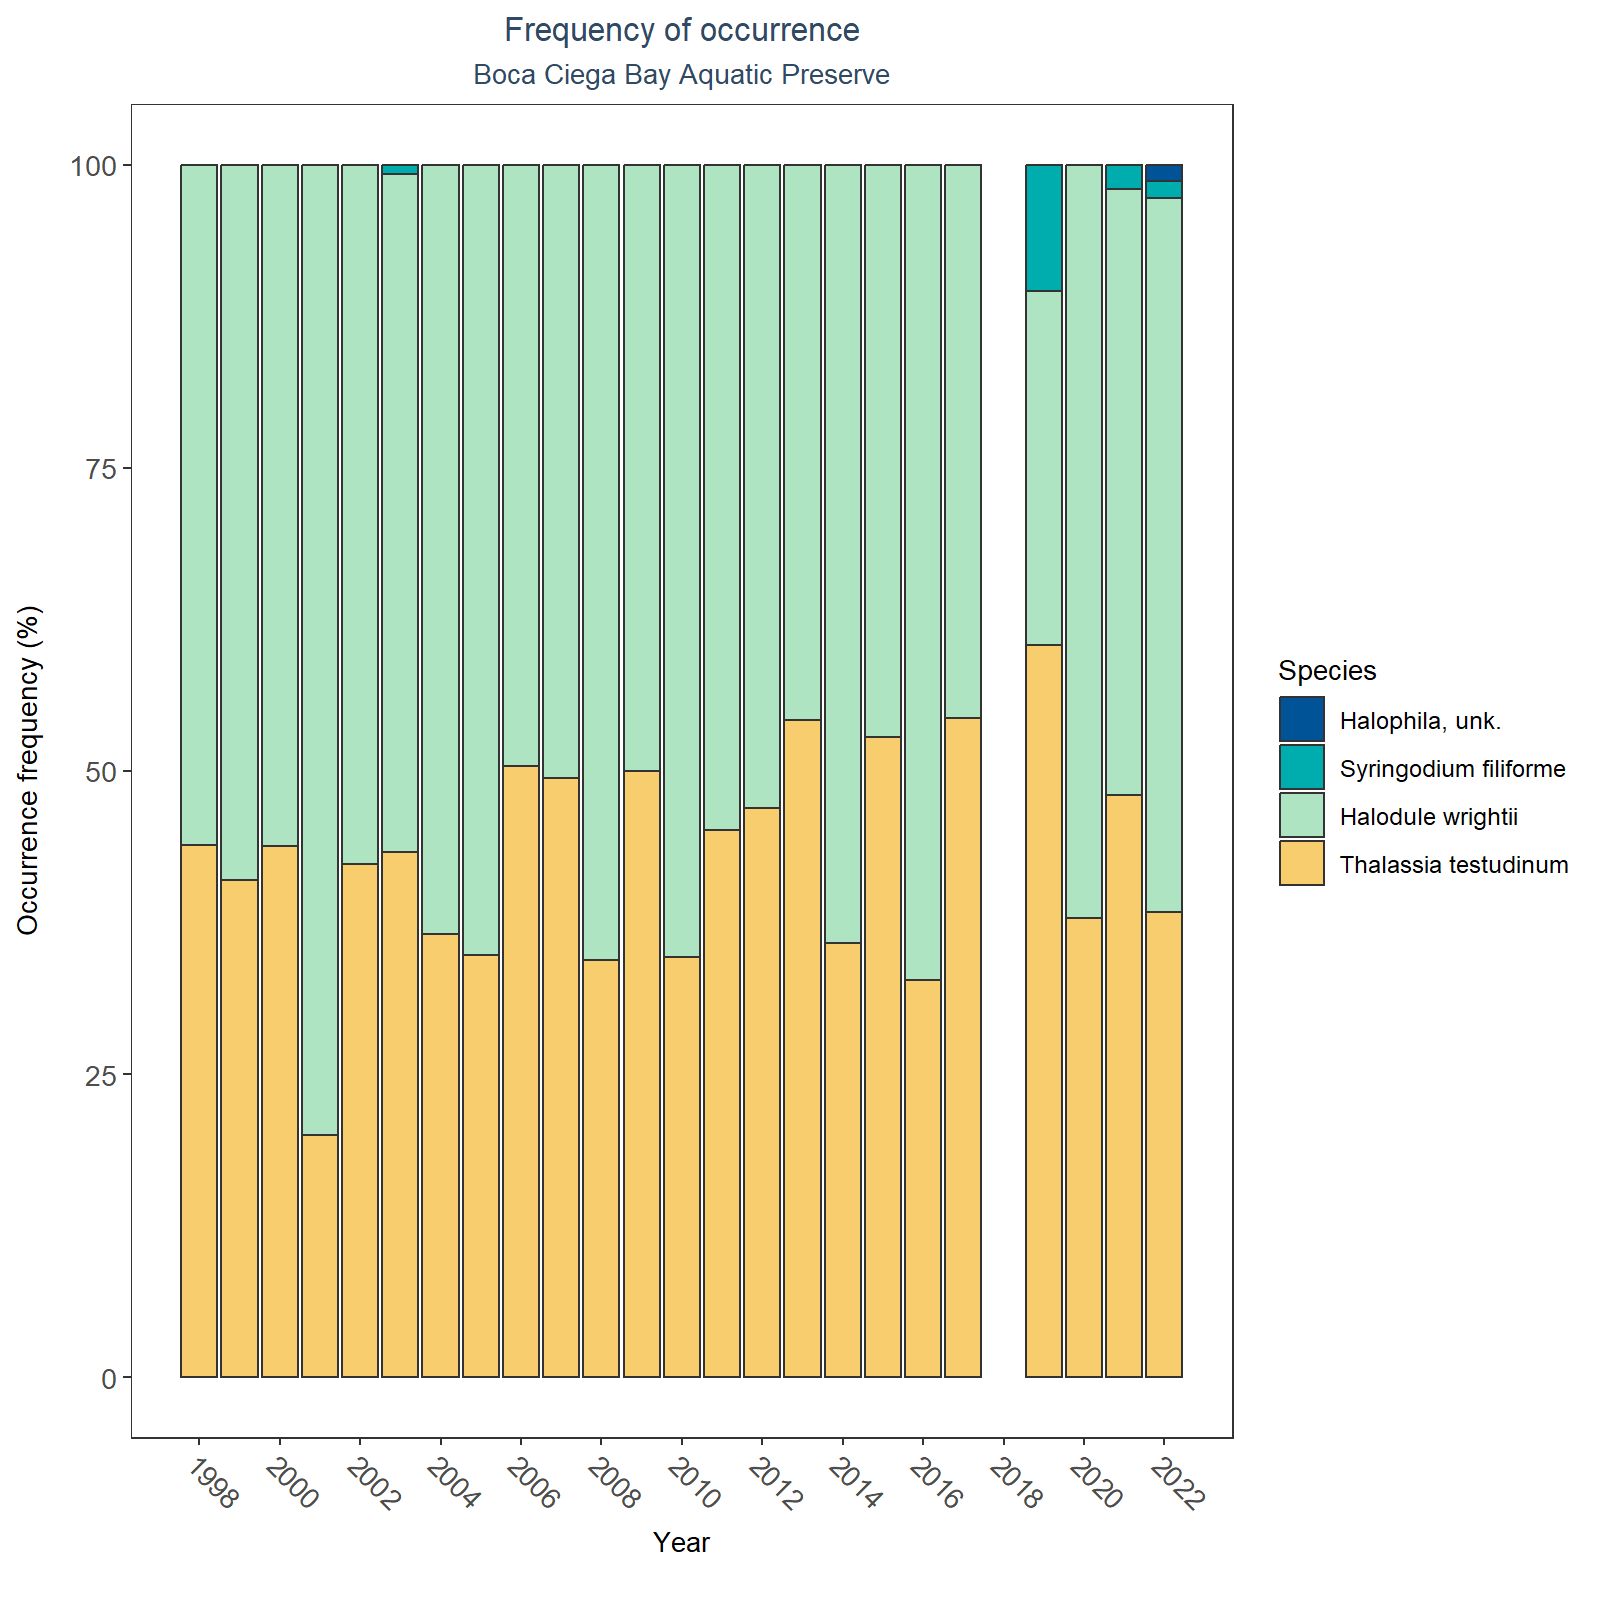 Frequency of occurrence
Boca Ciega Bay Aquatic Preserve
Occurrence frequency (%)
100
75
50
25
0
1998
2000
2002
2004
2006
2008
2010
2012
2014
2016
2018
2020
2022
Year
Species
Halophila, unk.
Syringodium filiforme
Halodule wrightii
Thalassia testudinum